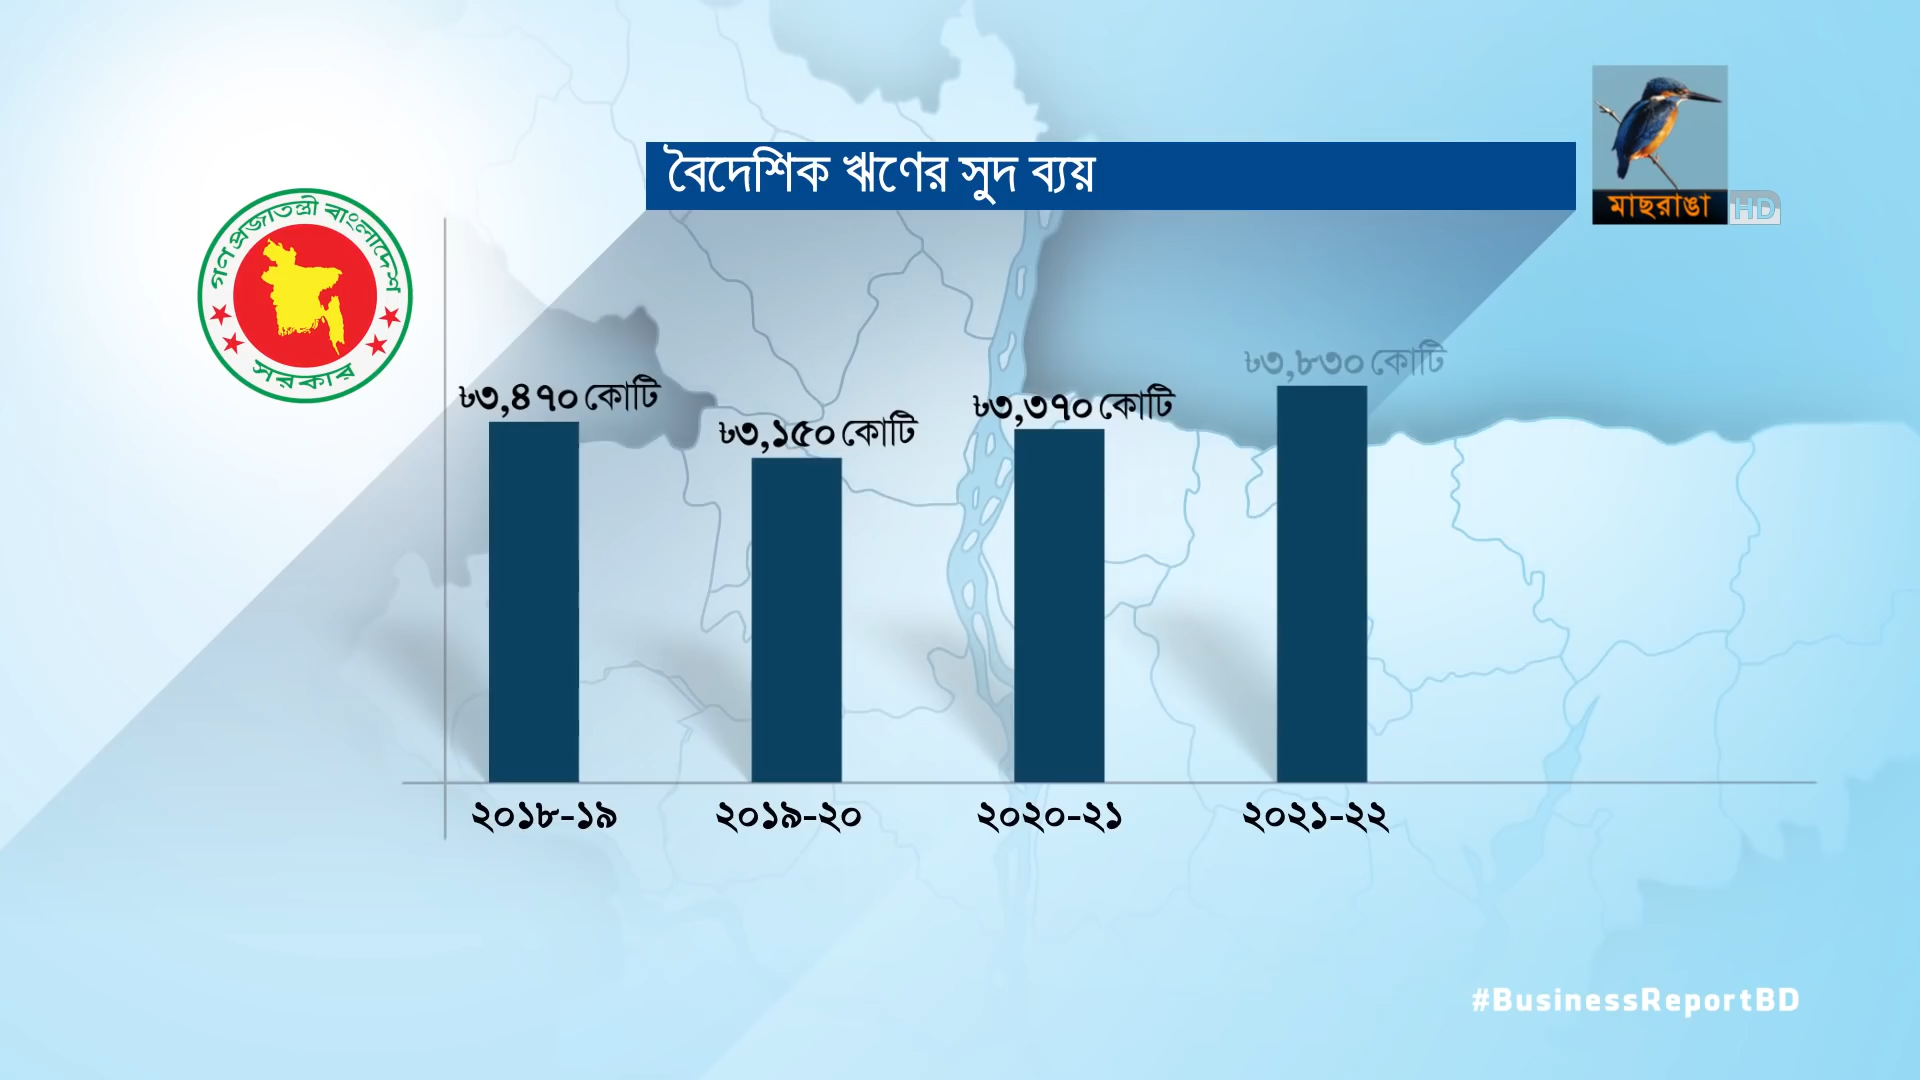 বৈদেশিক ঋণের সুদ ব্যয়
মাছরাঙা HD
গণপ্রজাতন্ত্রী বাংলাদেশ
সরকার
৳৩,৪৭০ কোটি
৳৩,১৫০ কোটি
৳৩,৩৭০ কোটি
৳৩,৮৩০ কোটি
২০১৮-১৯
২০১৯-২০
২০২০-২১
২০২১-২২
#BusinessReportBD